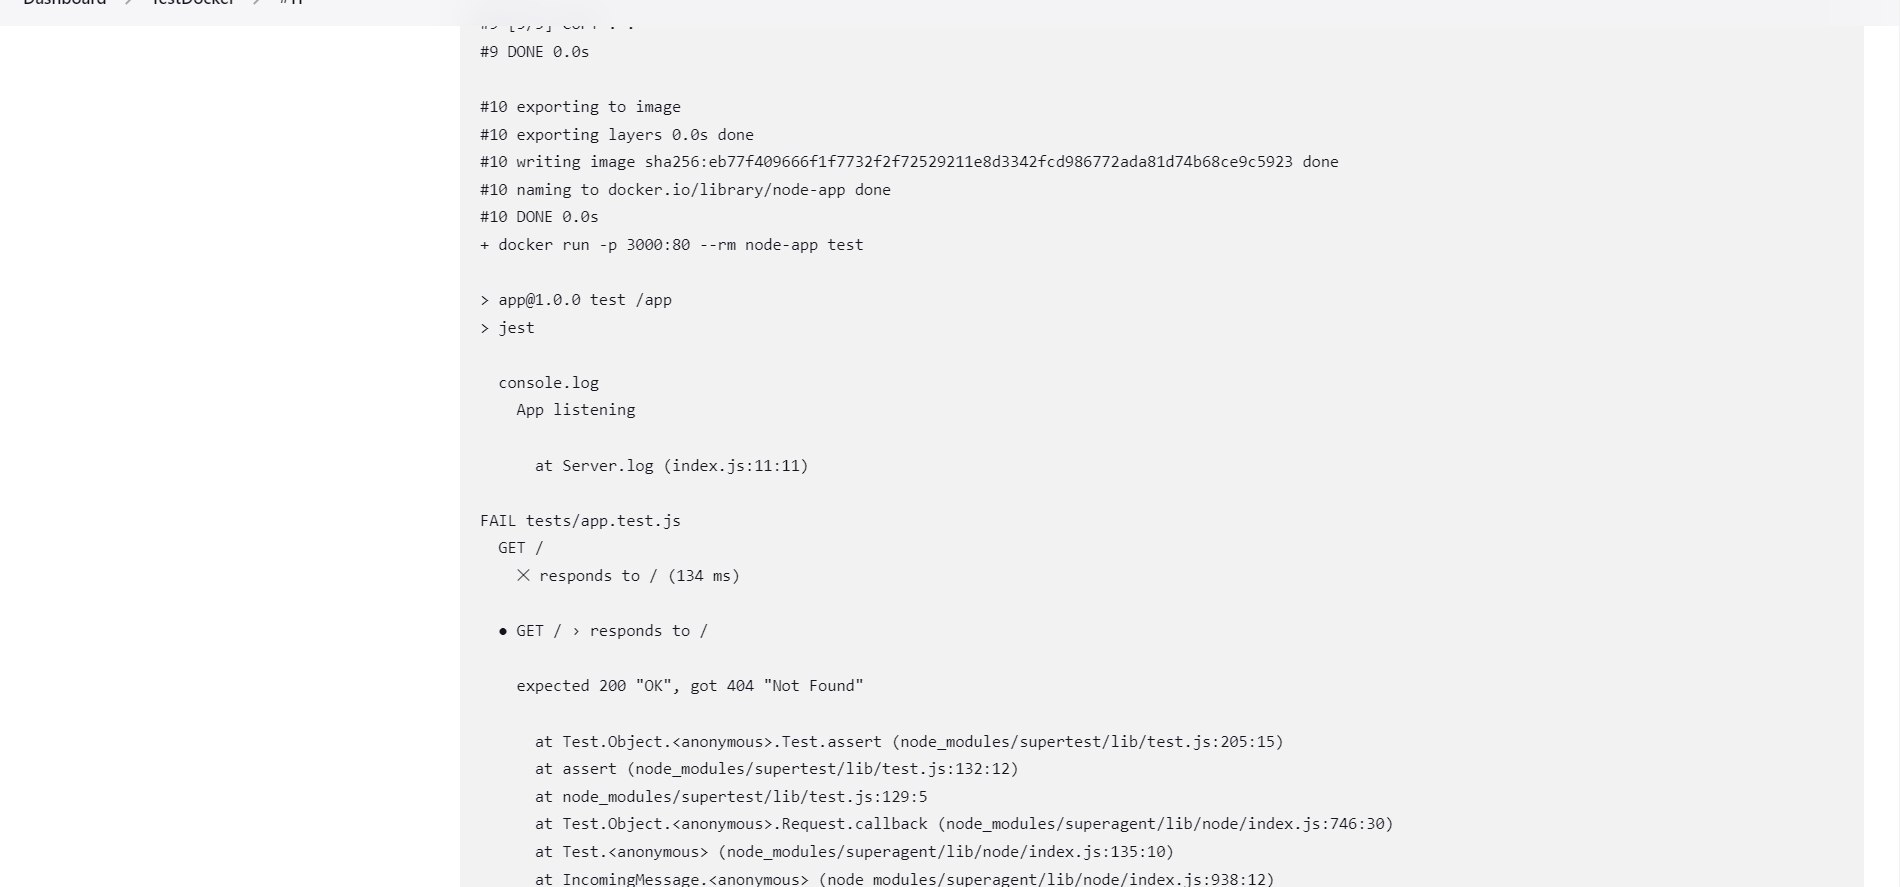 Dashboard > TestDocker > #11
#9 [5/5] COPY . .
#9 DONE 0.0s
#10 exporting to image
#10 exporting layers 0.0s done
#10 writing image sha256:eb77f409666f1f7732f2f72529211e8d3342fcd986772ada81d74b68ce9c5923 done
#10 naming to docker.io/library/node-app done
#10 DONE 0.0s
+ docker run -p 3000:80 --rm node-app test
> app@1.0.0 test /app
> jest
console.log
App listening
at Server.log (index.js:11:11)
FAIL tests/app.test.js
GET /
✕ responds to / (134 ms)
● GET / › responds to /
expected 200 "OK", got 404 "Not Found"
at Test.Object.<anonymous>.Test.assert (node_modules/supertest/lib/test.js:205:15)
at assert (node_modules/supertest/lib/test.js:132:12)
at node_modules/supertest/lib/test.js:129:5
at Test.Object.<anonymous>.Request.callback (node_modules/superagent/lib/node/index.js:746:30)
at Test.<anonymous> (node_modules/superagent/lib/node/index.js:135:10)
at IncomingMessage.<anonymous> (node_modules/superagent/lib/node/index.js:938:12)